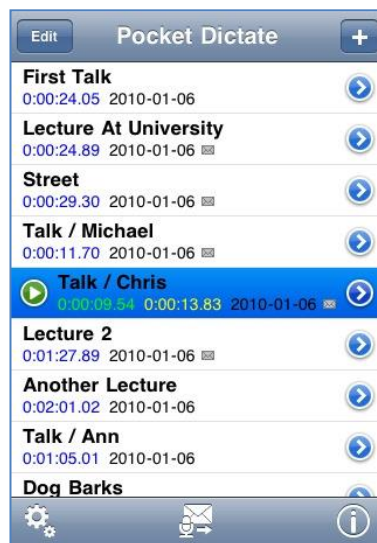 Edit Pocket Dictate +
First Talk
0:00:24.05 2010-01-06
Lecture At University
0:00:24.89 2010-01-06
Street
0:00:29.30 2010-01-06
Talk / Michael
0:00:11.70 2010-01-06
Talk / Chris
0:00:09.54 0:00:13.83 2010-01-06
Lecture 2
0:01:27.89 2010-01-06
Another Lecture
0:02:01.02 2010-01-06
Talk / Ann
0:01:05.01 2010-01-06
Dog Barks